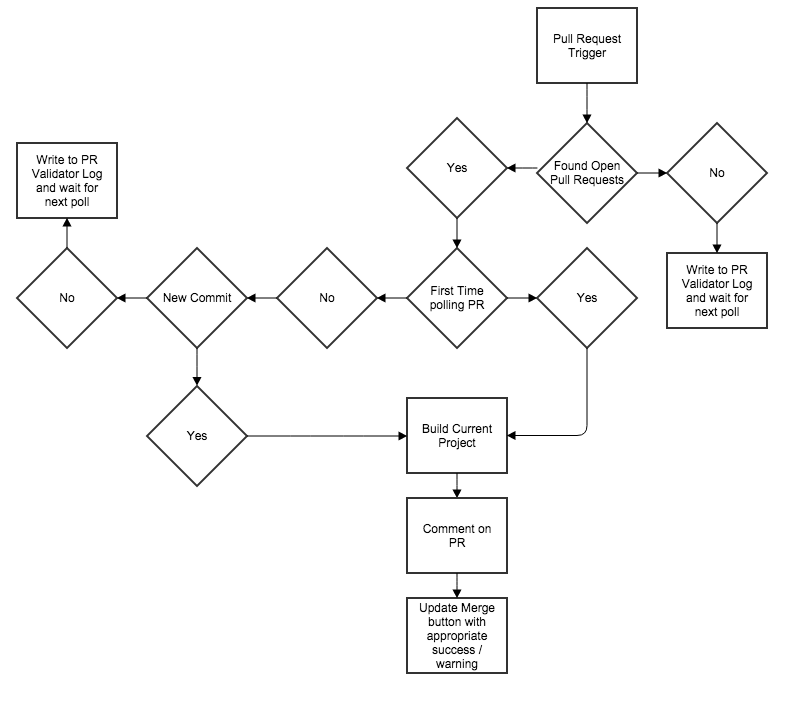 Pull Request
Trigger
Yes
Found Open
Pull Requests
No
Write to PR
Validator Log
and wait for
next poll
No
New Commit
No
First Time
polling PR
Yes
Write to PR
Validator Log
and wait for
next poll
Yes
Build Current
Project
Comment on
PR
Update Merge
button with
appropriate
success /
warning